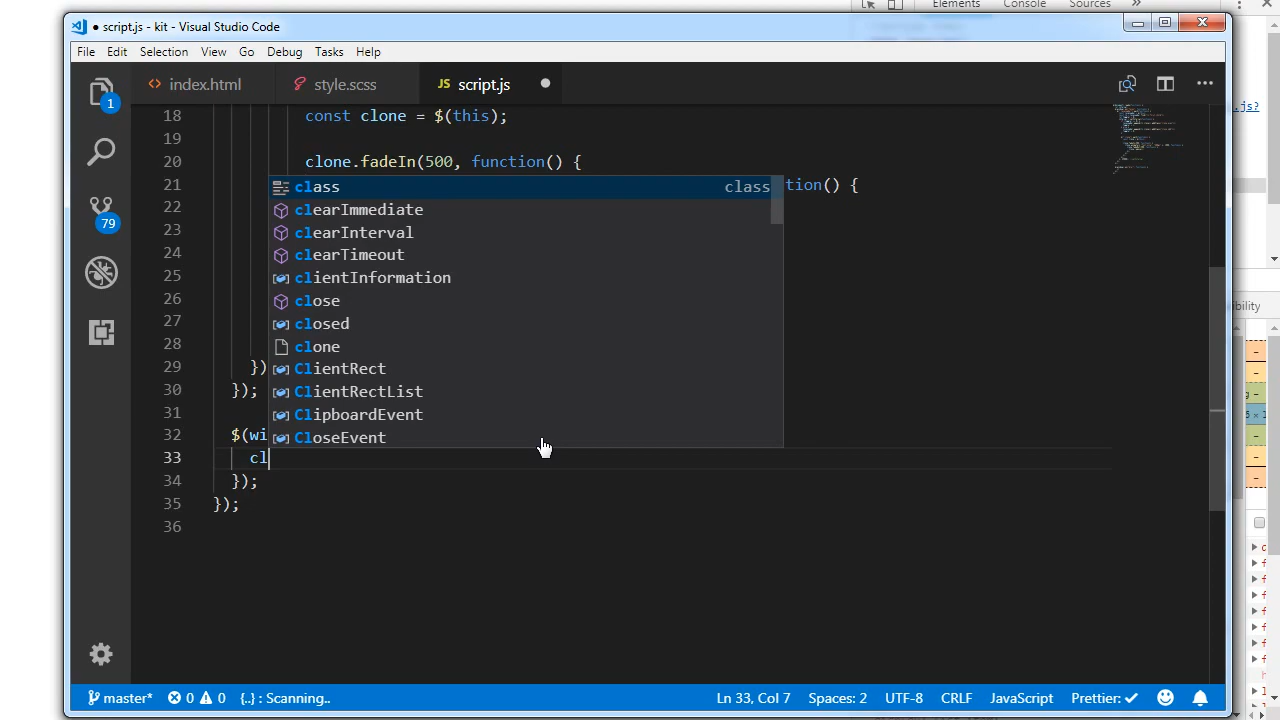 Elements Console Sources »
● script.js - kit - Visual Studio Code
File Edit Selection View Go Debug Tasks Help
1
<> index.html
style.scss
JS script.js
.js?
18 const clone = $(this);
19
20 clone.fadeIn(500, function() {
21 tion() {
class class
22 clearImmediate
23 clearInterval
79
24 clearTimeout
25 clientInformation
26 close
27 closed
28 clone
29 })
ClientRect
30 });
ClientRectList
31 ClipboardEvent
32 $(wi
CloseEvent
33 cl
34 });
35 });
36
ibility
master* 0 0 {..} : Scanning... Ln 33, Col 7 Spaces: 2 UTF-8 CRLF JavaScript Prettier: ✓